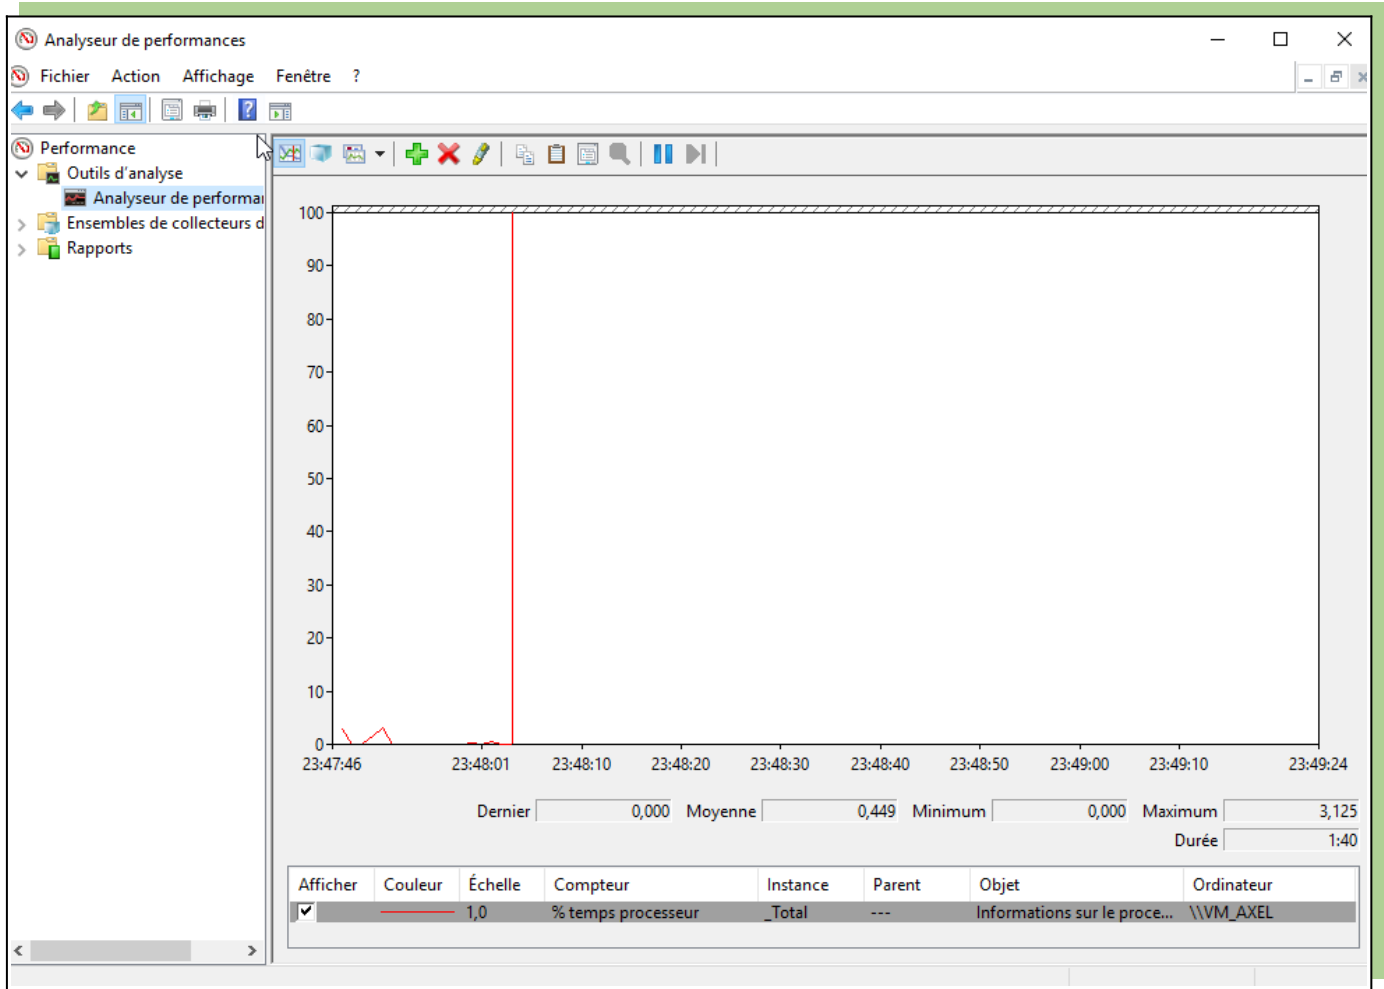 Analyseur de performances
Fichier Action Affichage Fenêtre ?
Performance
Outils d'analyse
Analyseur de performa
Ensembles de collecteurs d
Rapports
100
90
80
70
60
50
40
30
20
10
0
23:47:46 23:48:01 23:48:10 23:48:20 23:48:30 23:48:40 23:48:50 23:49:00 23:49:10 23:49:24
Dernier 0,000 Moyenne 0,449 Minimum 0,000 Maximum 3,125
Durée 1:40
Afficher Couleur Échelle Compteur Instance Parent Objet Ordinateur
1,0 % temps processeur _Total --- Informations sur le proce... \\VM_AXEL